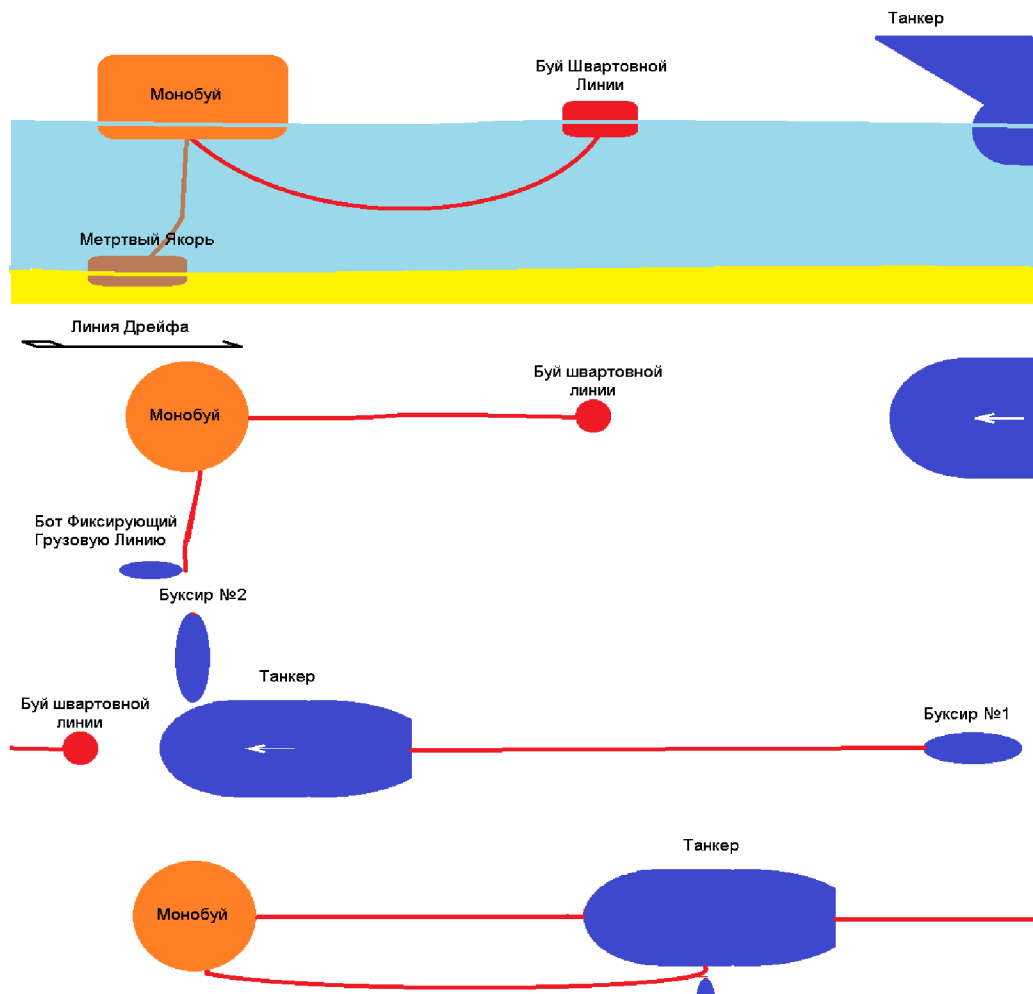 Танкер
Буй Швартовной
Линии
Монобуй
Метртвый Якорь
Линия Дрейфа
Буй швартовной
линии
Монобуй
Бот Фиксирующий
Грузовую Линию
Буксир №2
Танкер
Буй швартовной
линии
Буксир №1
Танкер
Монобуй